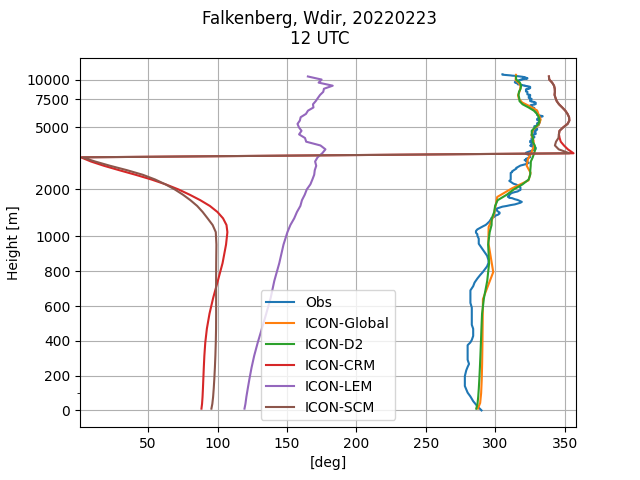 Falkenberg, Wdir, 20220223
12 UTC
Height [m]
10000
7500
5000
2000
1000
800
600
400
200
0
Obs
ICON-Global
ICON-D2
ICON-CRM
ICON-LEM
ICON-SCM
50 100 150 200 250 300 350
[deg]